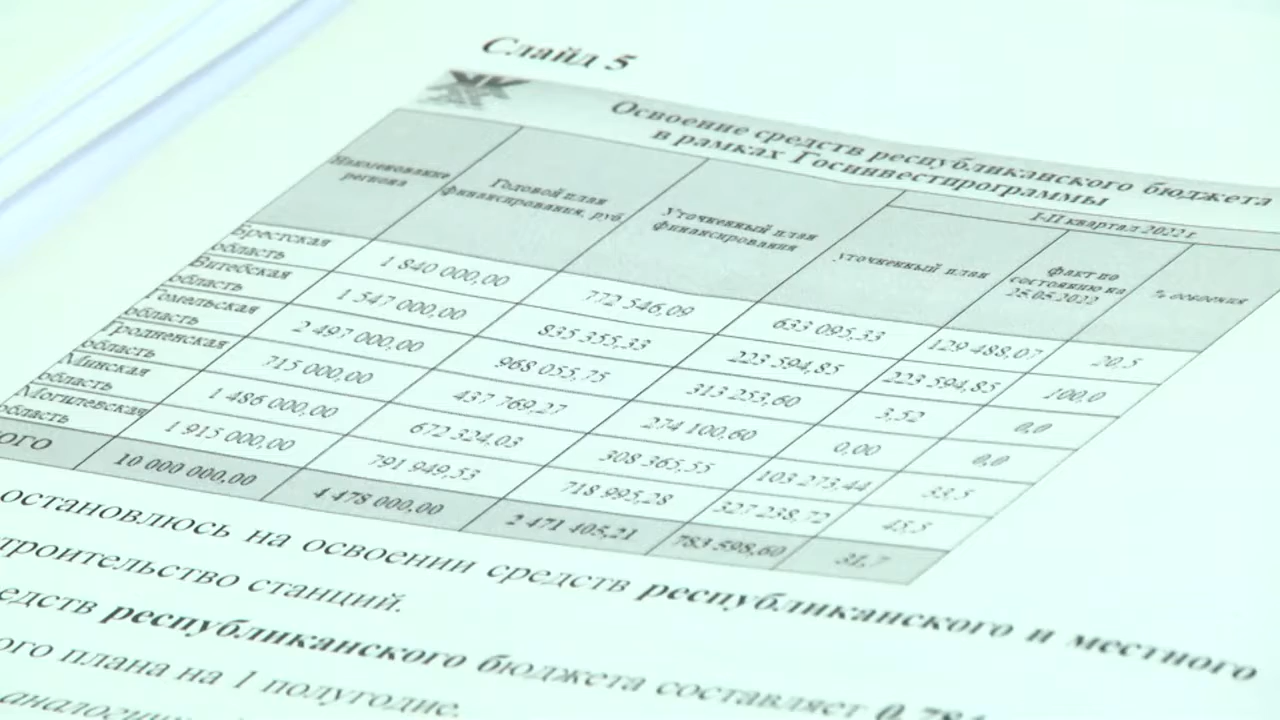 Слайд 5
Освоение средств республиканского бюджета
в рамках Госинвестпрограммы
Наименование региона Годовой план финансирования, руб Уточненный план финансирования I-II квартал 2022г
уточненный план факт по состоянию на 25.05.2022 % освоения
Брестская область 1 840 000,00 772 546,09 633 095,33 129 488,07 20,5
Витебская область 1 547 000,00 835 355,33 223 594,85 223 594,85 100,0
Гомельская область 2 497 000,00 968 055,75 313 253,60 3,52 0,0
Гродненская область 715 000,00 437 769,27 274 100,60 0,00 0,0
Минская область 1 486 000,00 672 324,03 308 365,55 103 273,44 33,5
Могилевская область 1 915 000,00 791 949,53 718 995,28 327 238,72 45,5
ОГО 10 000 000,00 4 478 000,00 2 471 405,21 783 598,60 31,7
остановлюсь на освоении средств республиканского и местного
троительство станций.
едств республиканского бюджета составляет 0,784
ого плана на 1 полугодие.